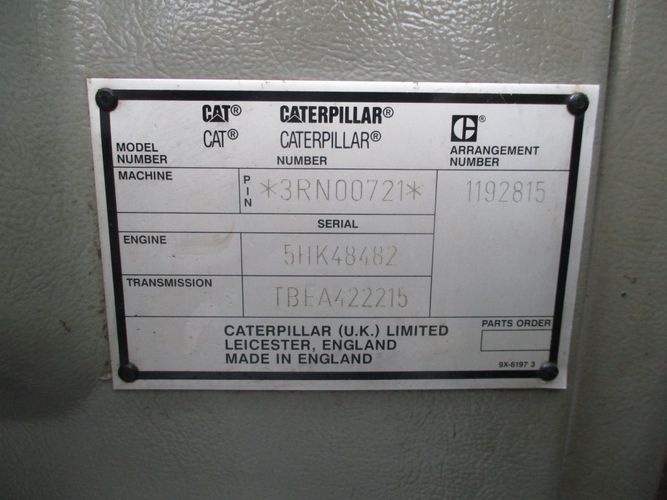 CAT® CATERPILLAR®
MODEL NUMBER CAT® CATERPILLAR® NUMBER C® ARRANGEMENT NUMBER
MACHINE PIN *3RN00721* 1192815
SERIAL
ENGINE 5HK48482
TRANSMISSION TBEA422215
CATERPILLAR (U.K.) LIMITED
LEICESTER, ENGLAND
MADE IN ENGLAND
PARTS ORDER
9X-6197 3